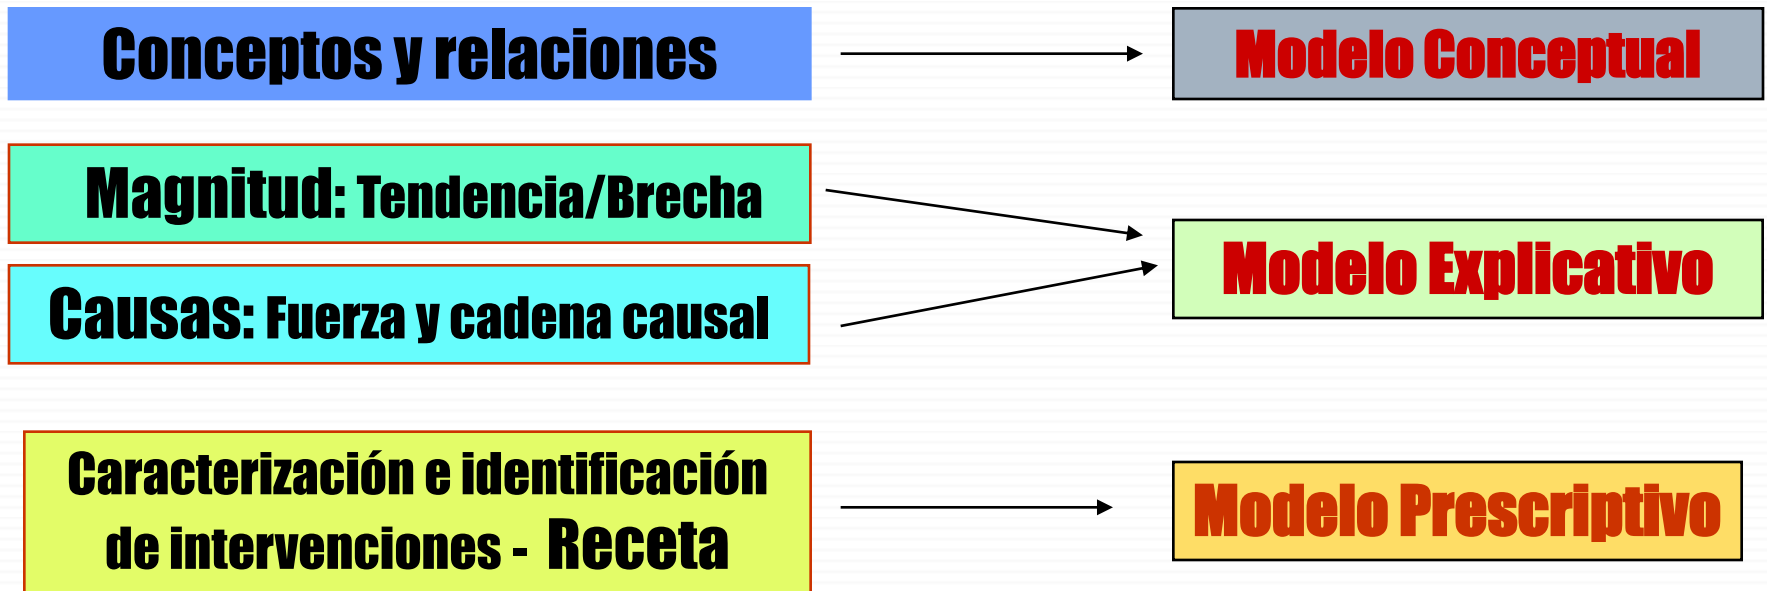 Conceptos y relaciones
Modelo Conceptual
Magnitud: Tendencia/Brecha
Causas: Fuerza y cadena causal
Modelo Explicativo
Caracterización e identificación
de intervenciones - Receta
Modelo Prescriptivo